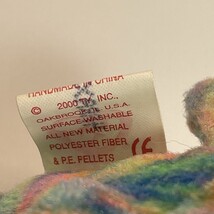 HANDMADE IN CHINA
© 2000 TY INC.,
OAKBROOK IL, U.S.A.
SURFACE-WASHABLE
ALL NEW MATERIAL
POLYESTER FIBER
& P.E. PELLETS CE